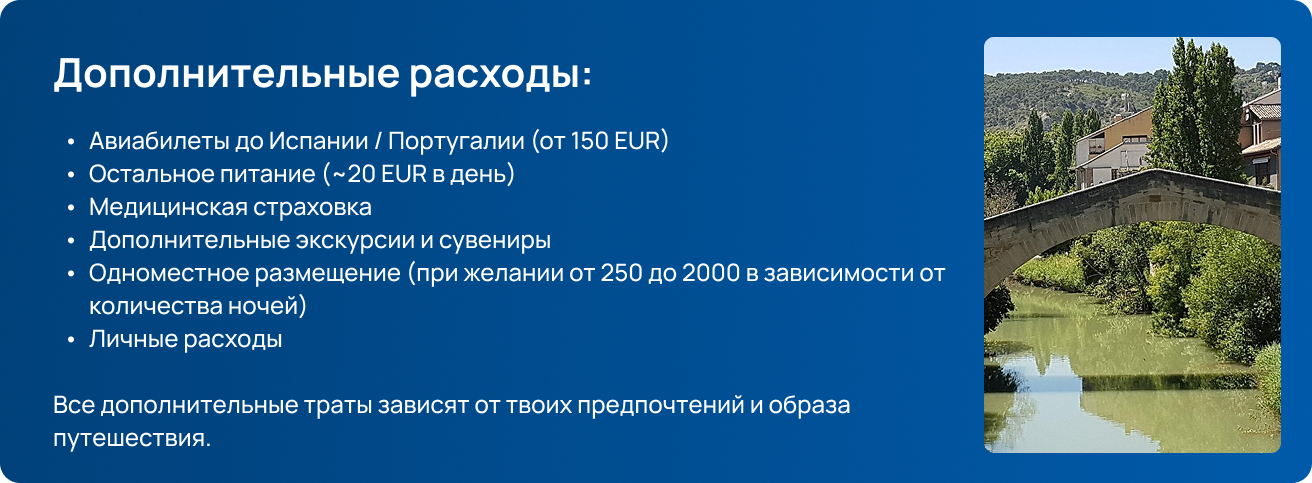 Дополнительные расходы:
• Авиабилеты до Испании / Португалии (от 150 EUR)
• Остальное питание (~20 EUR в день)
• Медицинская страховка
• Дополнительные экскурсии и сувениры
• Одноместное размещение (при желании от 250 до 2000 в зависимости от
количества ночей)
• Личные расходы
Все дополнительные траты зависят от твоих предпочтений и образа
путешествия.